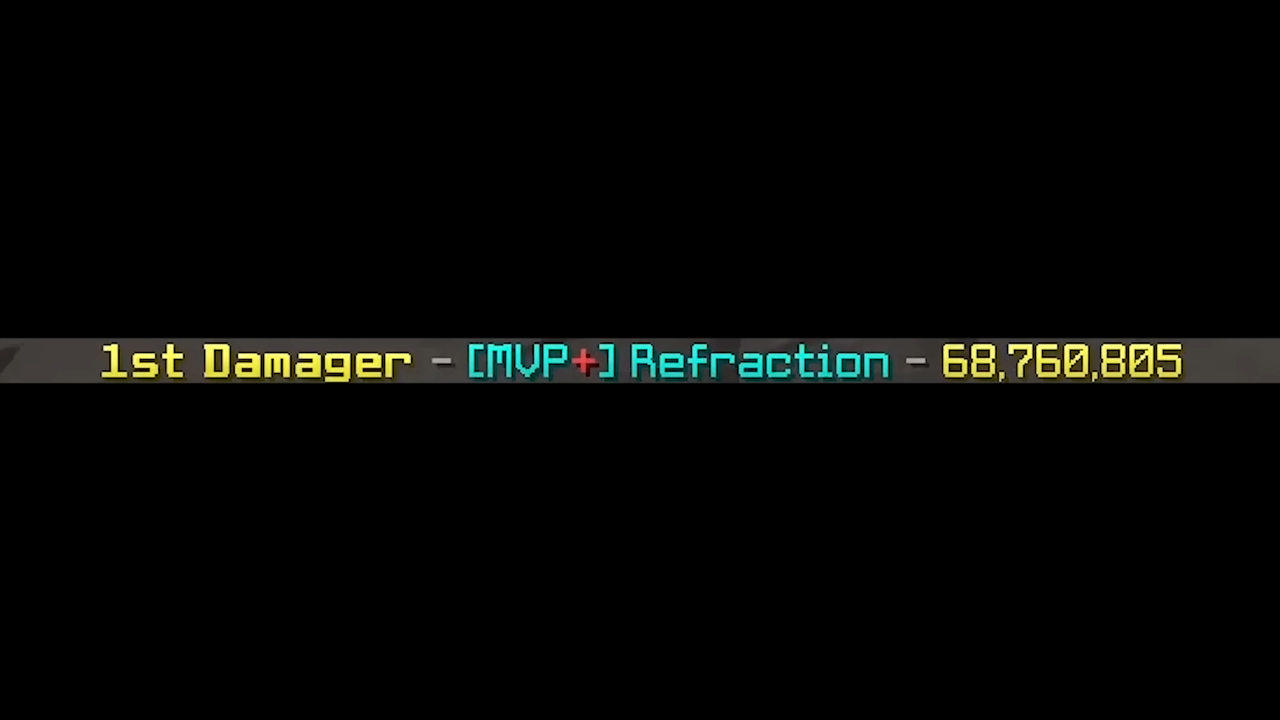 1st Damager - [MVP+] Refraction - 68,760,805